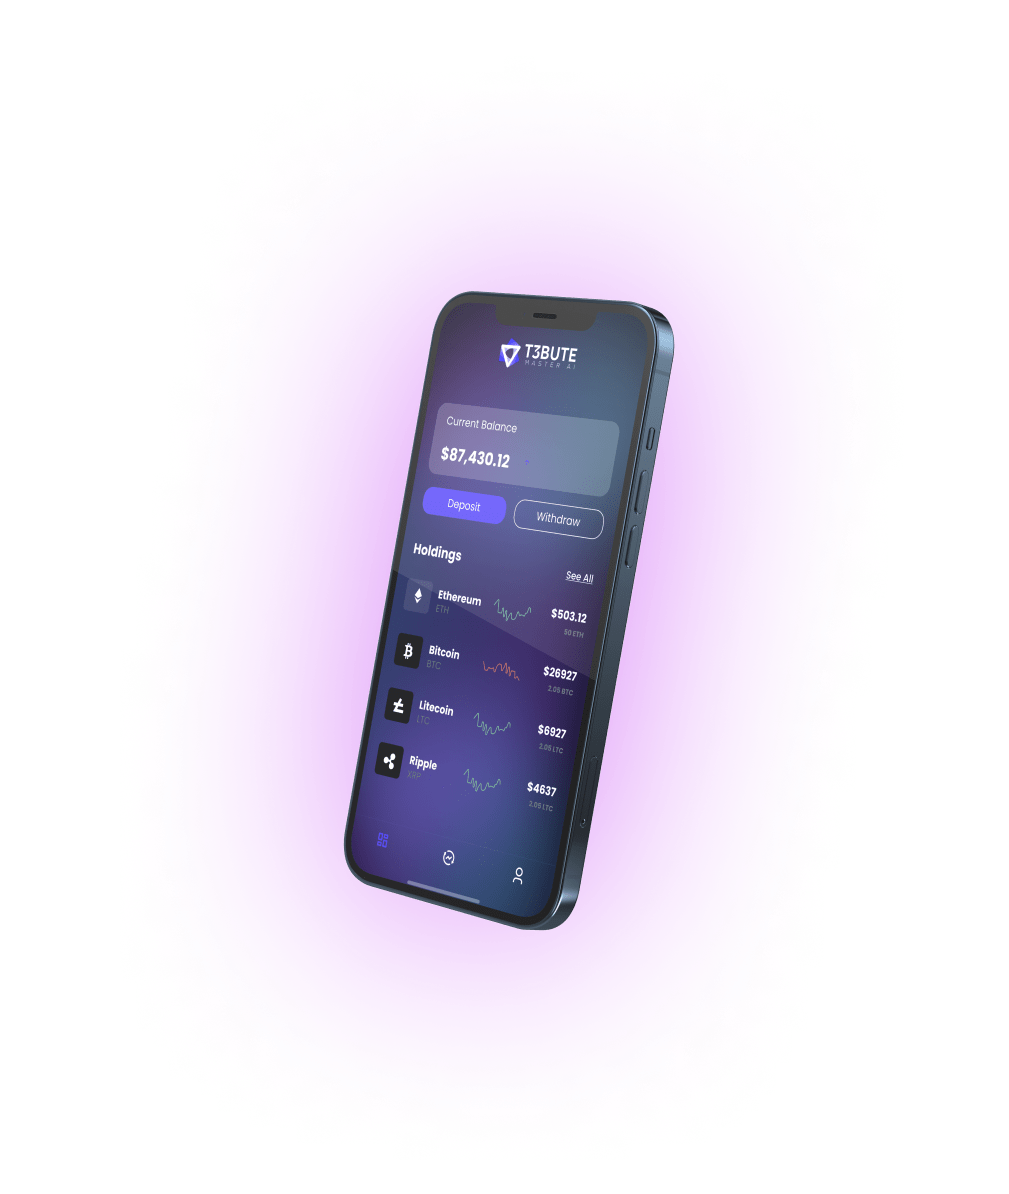 T3BUTE
MASTER AI
Current Balance
$87,430.12
Deposit
Withdraw
Holdings
See All
Ethereum
ETH
$503.12
50 ETH
Bitcoin
BTC
$26927
2.05 BTC
Litecoin
LTC
$6927
2.05 LTC
Ripple
XRP
$4637
2.05 LTC